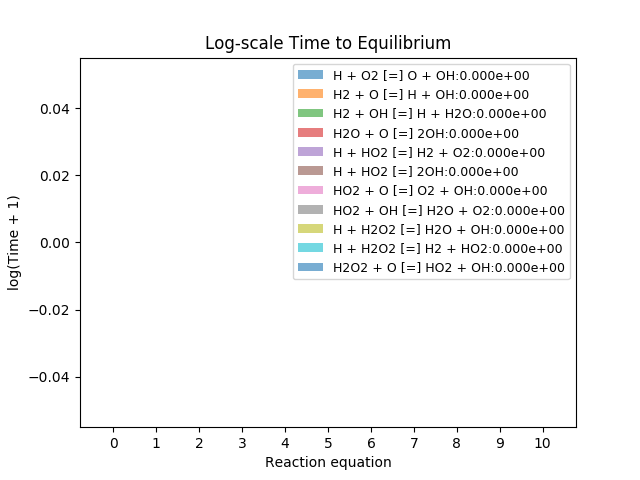 Log-scale Time to Equilibrium
H + O2 [=] O + OH:0.000e+00
H2 + O [=] H + OH:0.000e+00
H2 + OH [=] H + H2O:0.000e+00
H2O + O [=] 2OH:0.000e+00
H + HO2 [=] H2 + O2:0.000e+00
H + HO2 [=] 2OH:0.000e+00
HO2 + O [=] O2 + OH:0.000e+00
HO2 + OH [=] H2O + O2:0.000e+00
H + H2O2 [=] H2O + OH:0.000e+00
H + H2O2 [=] H2 + HO2:0.000e+00
H2O2 + O [=] HO2 + OH:0.000e+00
log(Time + 1)
0.04
0.02
0.00
−0.02
−0.04
0 1 2 3 4 5 6 7 8 9 10
Reaction equation